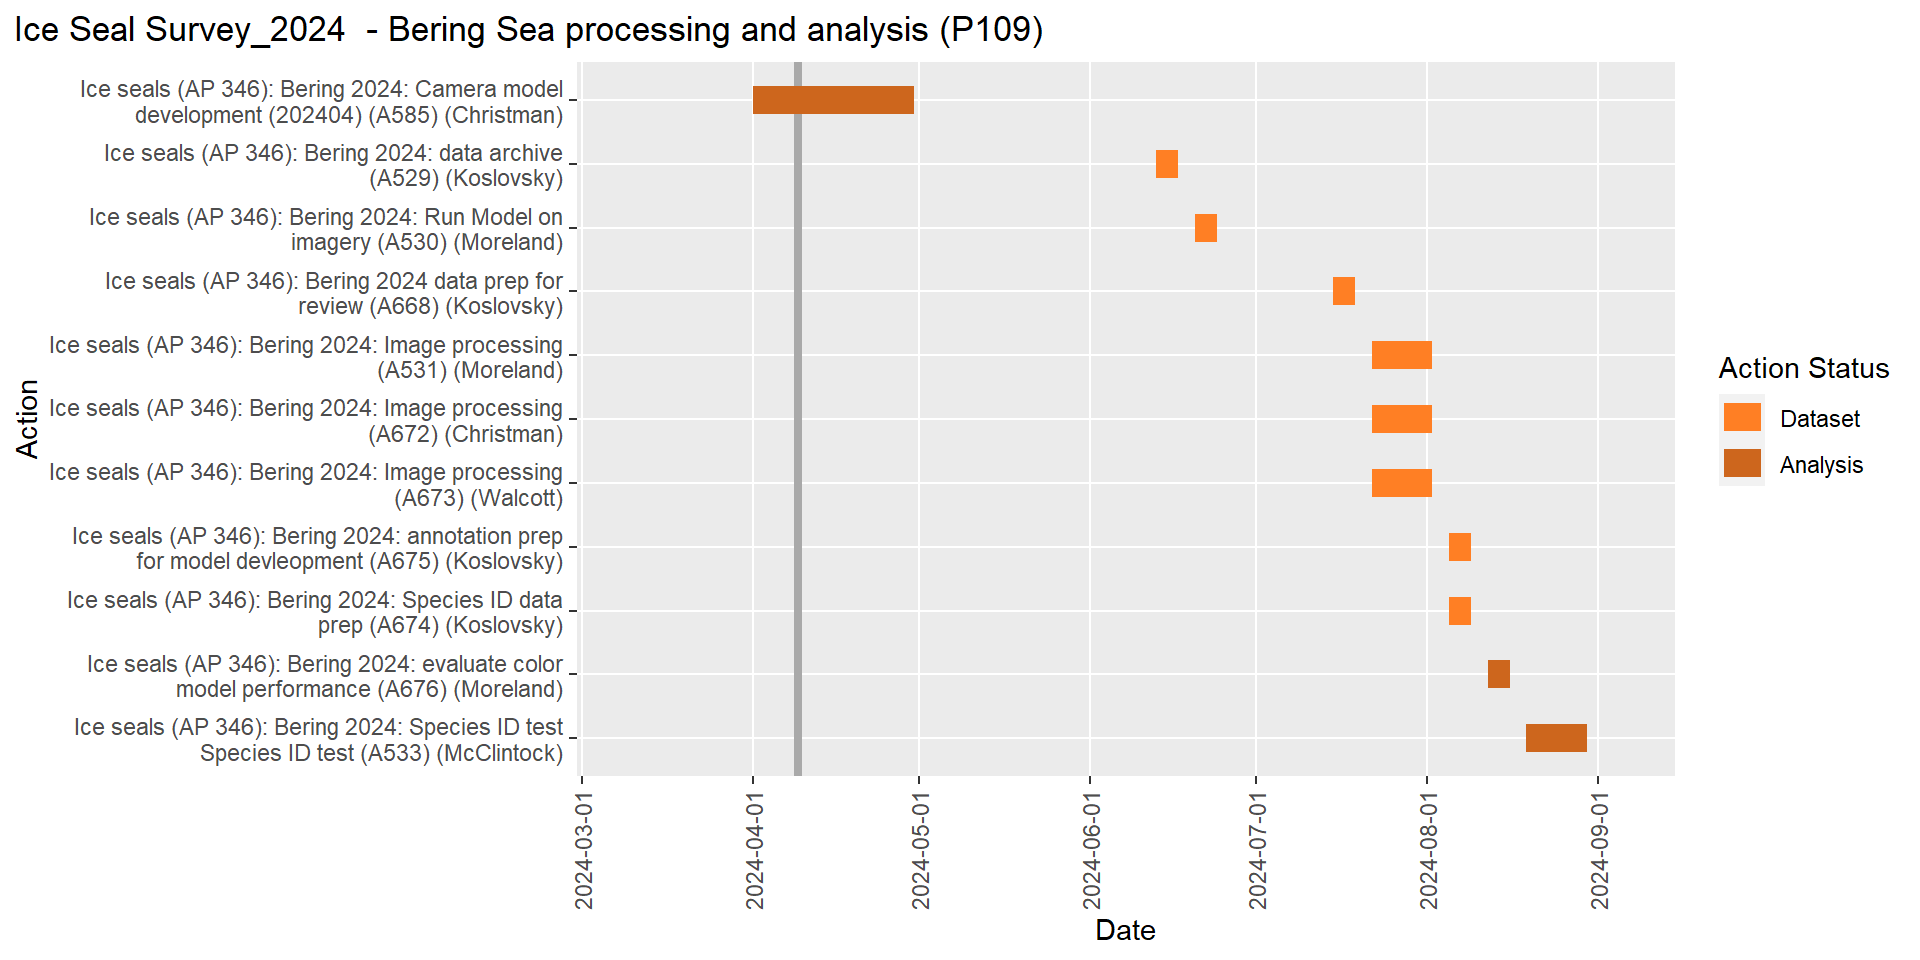 Ice Seal Survey_2024  - Bering Sea processing and analysis (P109)
Ice seals (AP 346): Bering 2024: Camera model
development (202404) (A585) (Christman)
Ice seals (AP 346): Bering 2024: data archive
(A529) (Koslovsky)
Ice seals (AP 346): Bering 2024: Run Model on
imagery (A530) (Moreland)
Ice seals (AP 346): Bering 2024 data prep for
review (A668) (Koslovsky)
Ice seals (AP 346): Bering 2024: Image processing
(A531) (Moreland)
Ice seals (AP 346): Bering 2024: Image processing
(A672) (Christman)
Ice seals (AP 346): Bering 2024: Image processing
(A673) (Walcott)
Ice seals (AP 346): Bering 2024: annotation prep
for model devleopment (A675) (Koslovsky)
Ice seals (AP 346): Bering 2024: Species ID data
prep (A674) (Koslovsky)
Ice seals (AP 346): Bering 2024: evaluate color
model performance (A676) (Moreland)
Ice seals (AP 346): Bering 2024: Species ID test
Species ID test (A533) (McClintock)
Action
2024-03-01
2024-04-01
2024-05-01
2024-06-01
2024-07-01
2024-08-01
2024-09-01
Date
Action Status
Dataset
Analysis